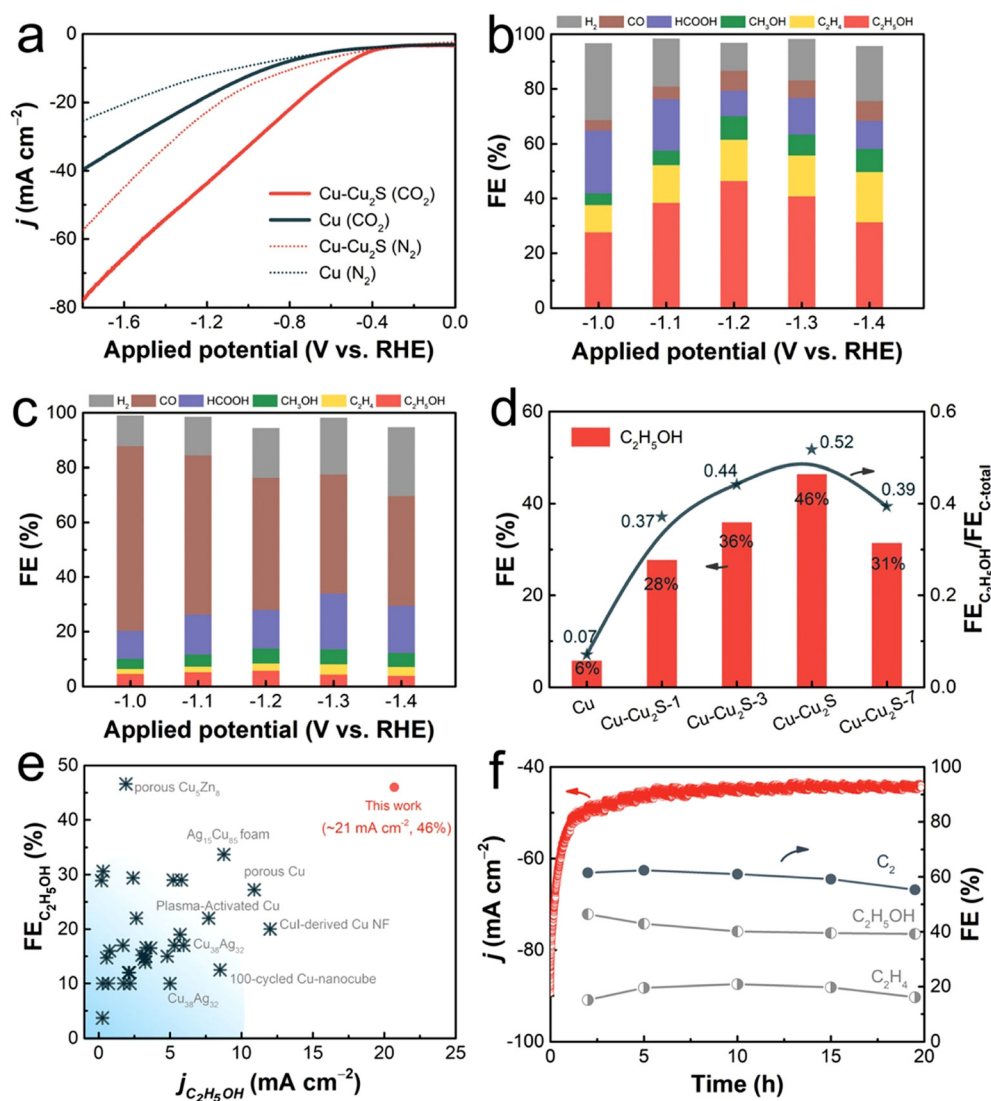 a
0
-20
-40
-60
-80
j (mA cm⁻²)
Cu-Cu₂S (CO₂)
Cu (CO₂)
Cu-Cu₂S (N₂)
Cu (N₂)
-1.6 -1.2 -0.8 -0.4 0.0
Applied potential (V vs. RHE)
b
H₂ CO HCOOH CH₃OH C₂H₄ C₂H₅OH
100
80
60
40
20
0
FE (%)
-1.0 -1.1 -1.2 -1.3 -1.4
Applied potential (V vs. RHE)
c
H₂ CO HCOOH CH₃OH C₂H₄ C₂H₅OH
100
80
60
40
20
0
FE (%)
-1.0 -1.1 -1.2 -1.3 -1.4
Applied potential (V vs. RHE)
d
C₂H₅OH
60
40
20
0
FE (%)
0.07
0.37
0.44
0.52
0.39
6%
28%
36%
46%
31%
0.6
0.4
0.2
0.0
FE_C₂H₅OH/FE_C-total
Cu Cu-Cu₂S-1 Cu-Cu₂S-3 Cu-Cu₂S Cu-Cu₂S-7
e
50
40
30
20
10
0
FE_C₂H₅OH (%)
porous Cu₅Zn₈
This work
(~21 mA cm⁻², 46%)
Ag₁₅Cu₈₅ foam
porous Cu
Plasma-Activated Cu
CuI-derived Cu NF
Cu₃₈Ag₃₂
100-cycled Cu-nanocube
Cu₃₈Ag₃₂
0 5 10 15 20 25
j_C₂H₅OH (mA cm⁻²)
f
-40
-60
-80
-100
j (mA cm⁻²)
C₂
C₂H₅OH
C₂H₄
100
80
60
40
20
0
FE (%)
0 5 10 15 20
Time (h)